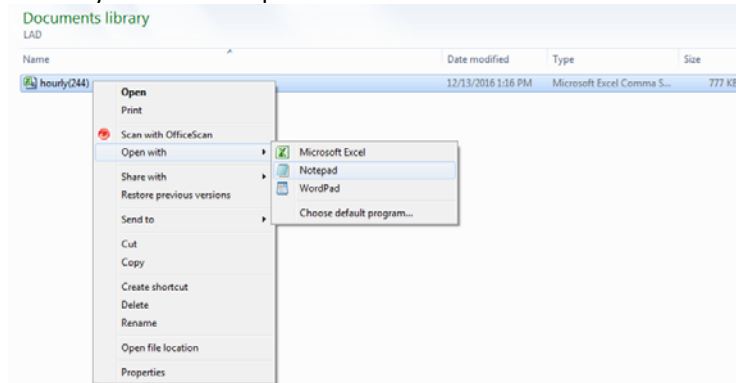 Documents library
LAD
Name Date modified Type Size
hourly(244) 12/13/2016 1:16 PM Microsoft Excel Comma S... 777 KB
Open
Print
Scan with OfficeScan
Open with
Microsoft Excel
Notepad
WordPad
Choose default program...
Share with
Restore previous versions
Send to
Cut
Copy
Create shortcut
Delete
Rename
Open file location
Properties